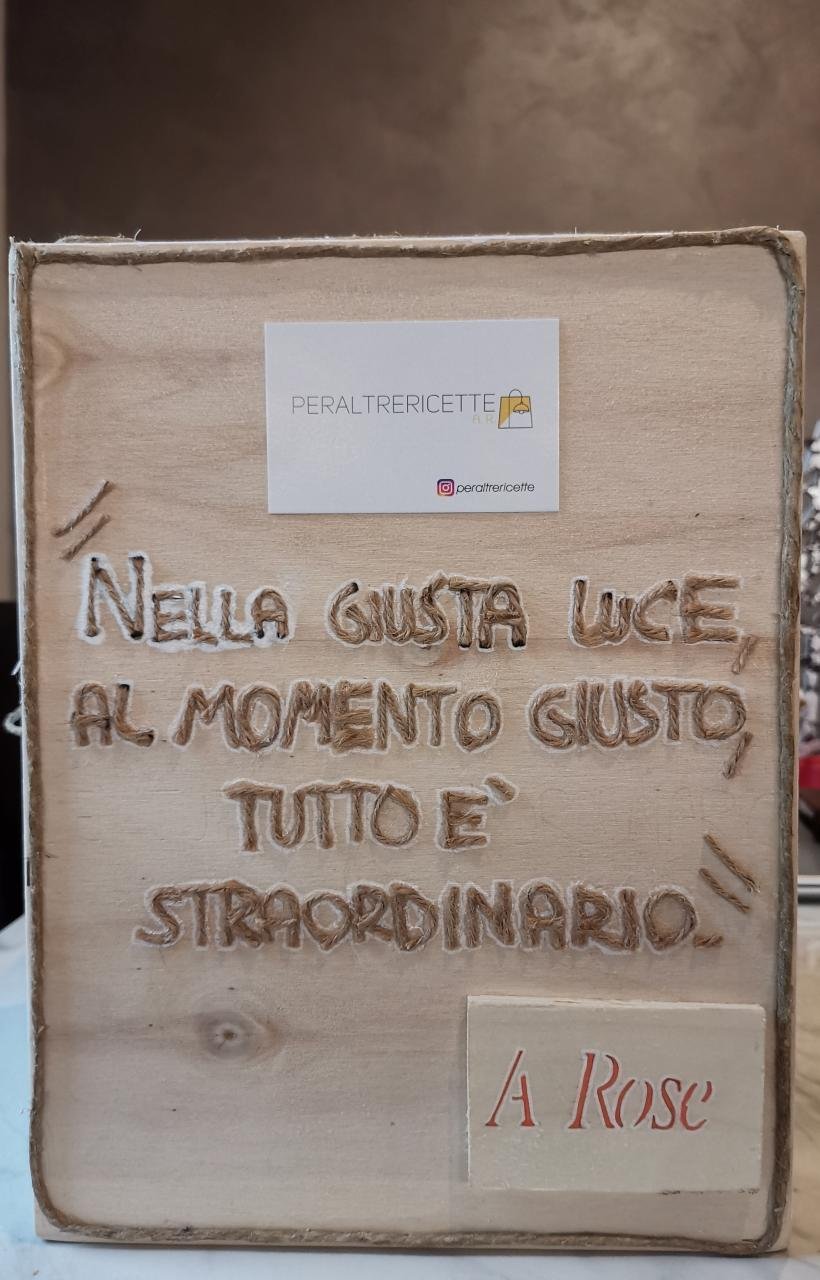 PERALTRERICETTE
A.R.
peraltrericette
"NELLA GIUSTA LUCE,
AL MOMENTO GIUSTO,
TUTTO E`
STRAORDINARIO."
A Rose